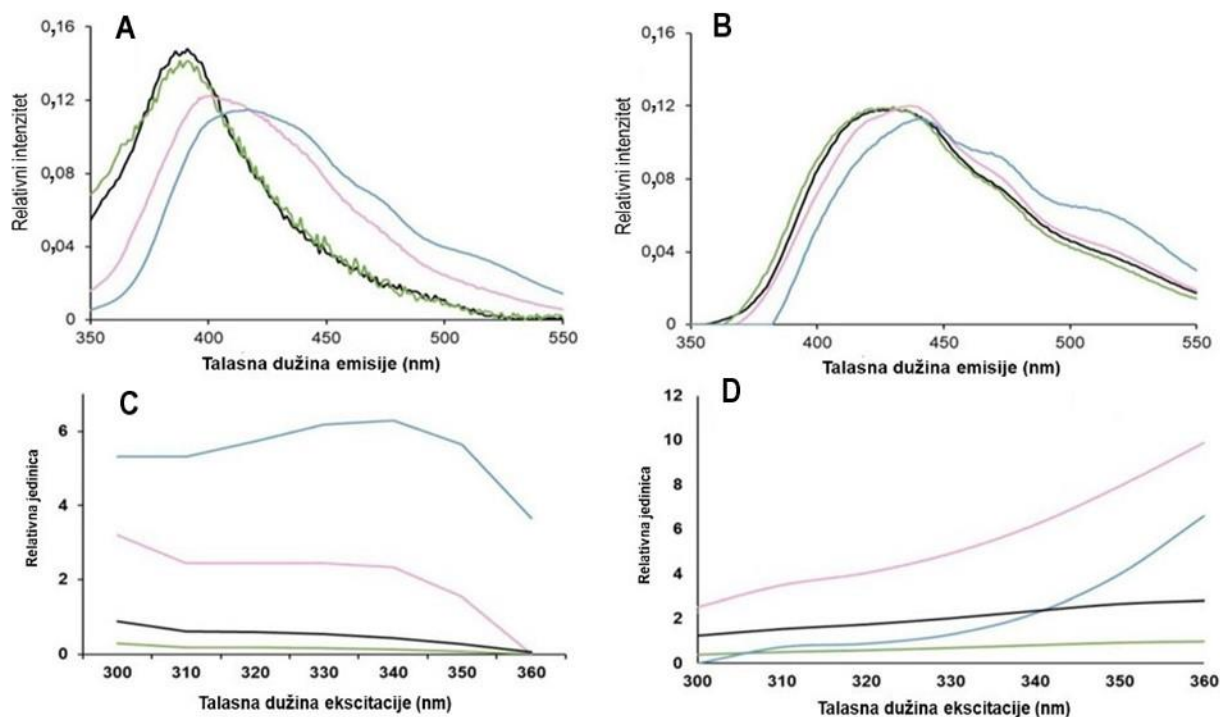 A
0,16
0,12
0,08
0,04
0
Relativni intenzitet
350 400 450 500 550
Talasna dužina emisije (nm)
B
0,16
0,12
0,08
0,04
0
Relativni intenzitet
350 400 450 500 550
Talasna dužina emisije (nm)
C
6
4
2
0
Relativna jedinica
300 310 320 330 340 350 360
Talasna dužina ekscitacije (nm)
D
12
10
8
6
4
2
0
Relativna jedinica
300 310 320 330 340 350 360
Talasna dužina ekscitacije (nm)